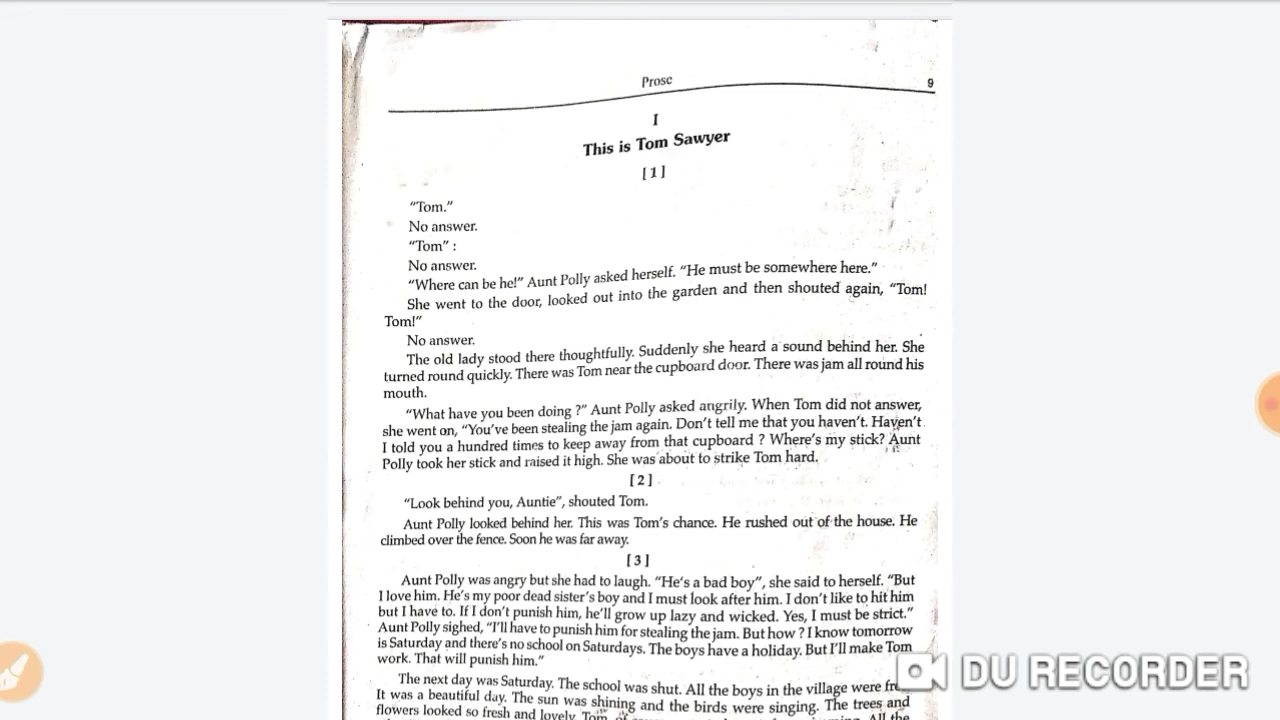 Prose
9
I
This is Tom Sawyer
[1]
“Tom.”
No answer.
“Tom” :
No answer.
“Where can be he!” Aunt Polly asked herself. “He must be somewhere here.”
She went to the door, looked out into the garden and then shouted again, “Tom!
Tom!”
No answer.
The old lady stood there thoughtfully. Suddenly she heard a sound behind her. She
turned round quickly. There was Tom near the cupboard door. There was jam all round his
mouth.
“What have you been doing ?” Aunt Polly asked angrily. When Tom did not answer,
she went on, “You’ve been stealing the jam again. Don’t tell me that you haven’t. Haven’t
I told you a hundred times to keep away from that cupboard ? Where’s my stick? Aunt
Polly took her stick and raised it high. She was about to strike Tom hard.
[2]
“Look behind you, Auntie”, shouted Tom.
Aunt Polly looked behind her. This was Tom’s chance. He rushed out of the house. He
climbed over the fence. Soon he was far away.
[3]
Aunt Polly was angry but she had to laugh. “He’s a bad boy”, she said to herself. “But
I love him. He’s my poor dead sister’s boy and I must look after him. I don’t like to hit him
but I have to. If I don’t punish him, he’ll grow up lazy and wicked. Yes, I must be strict.”
Aunt Polly sighed, “I’ll have to punish him for stealing the jam. But how ? I know tomorrow
is Saturday and there’s no school on Saturdays. The boys have a holiday. But I’ll make Tom
work. That will punish him.”
The next day was Saturday. The school was shut. All the boys in the village were
It was a beautiful day. The sun was shining and the birds were singing. The trees and
flowers looked so fresh and lovely. Tom, of
All the
DU RECORDER